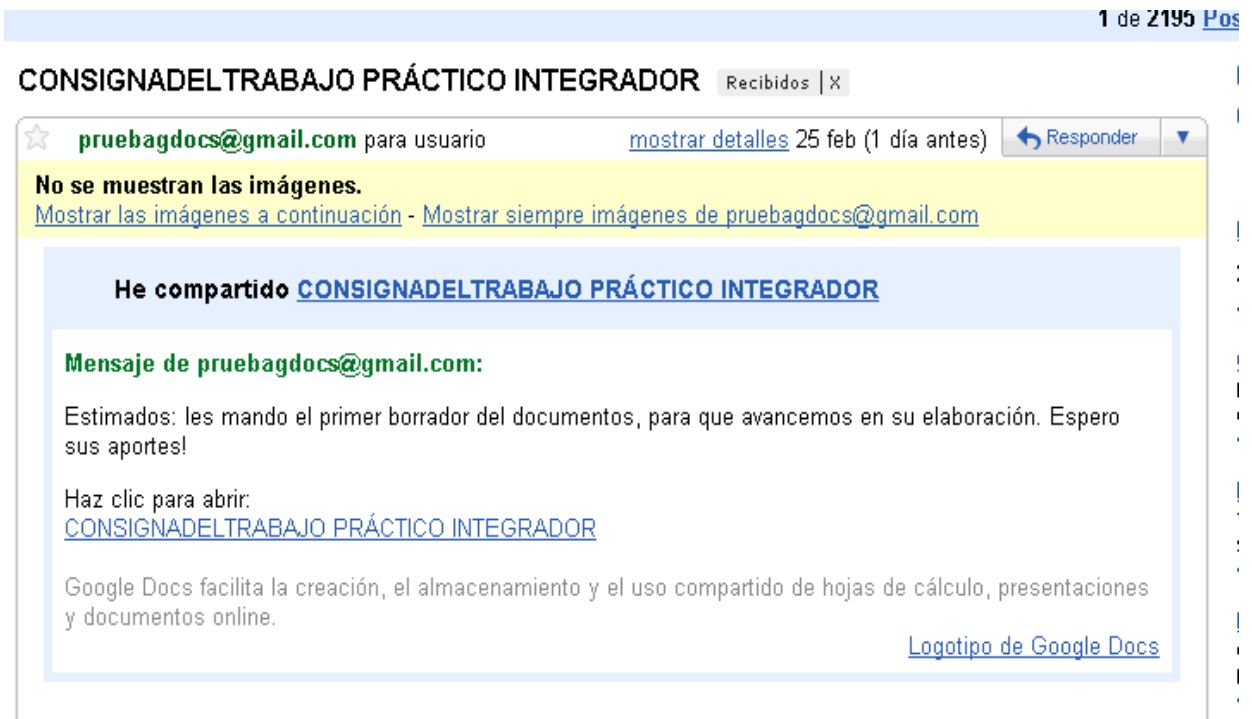 1 de 2195
CONSIGNADELTRABAJO PRÁCTICO INTEGRADOR Recibidos | X
pruebagdocs@gmail.com para usuario mostrar detalles 25 feb (1 día antes) Responder
No se muestran las imágenes.
Mostrar las imágenes a continuación - Mostrar siempre imágenes de pruebagdocs@gmail.com
He compartido CONSIGNADELTRABAJO PRÁCTICO INTEGRADOR
Mensaje de pruebagdocs@gmail.com:
Estimados: les mando el primer borrador del documentos, para que avancemos en su elaboración. Espero
sus aportes!
Haz clic para abrir:
CONSIGNADELTRABAJO PRÁCTICO INTEGRADOR
Google Docs facilita la creación, el almacenamiento y el uso compartido de hojas de cálculo, presentaciones
y documentos online.
Logotipo de Google Docs